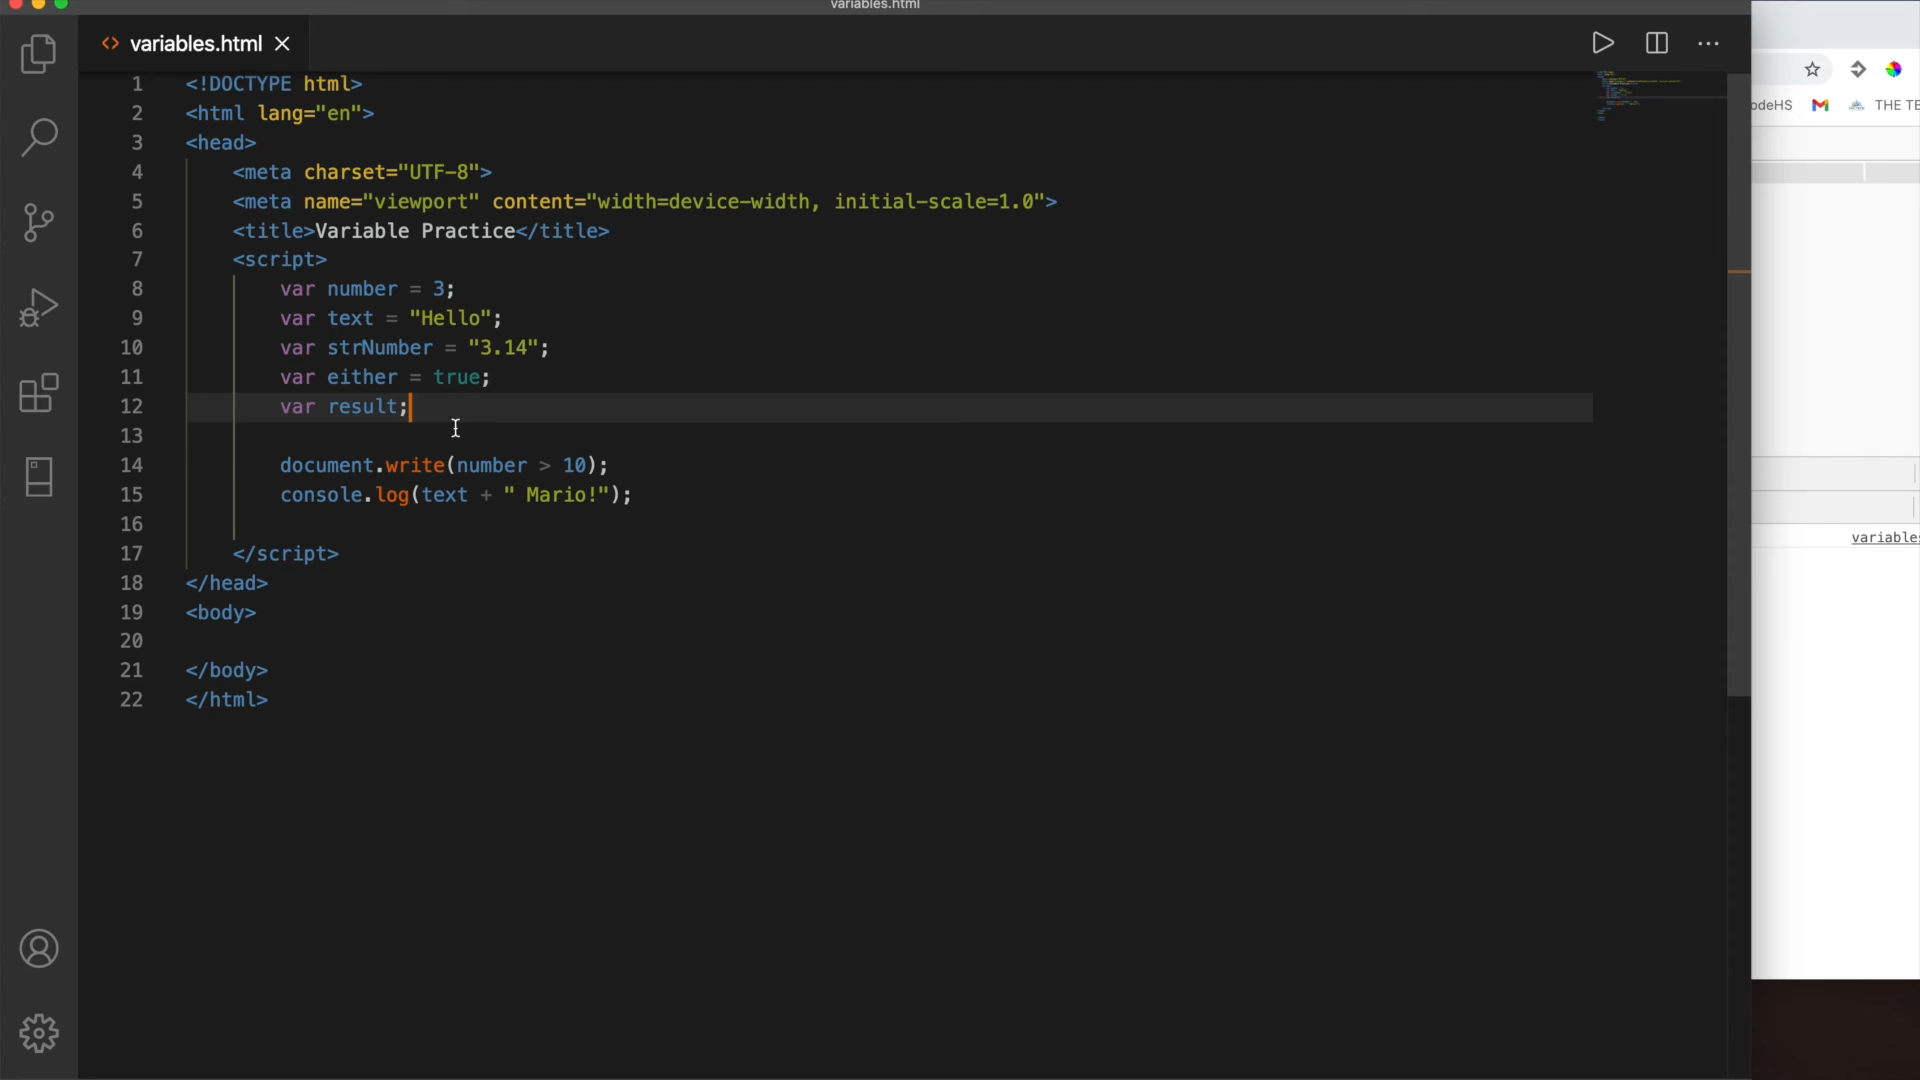 variables.html
variables.html
1 <!DOCTYPE html>
2 <html lang="en">
3 <head>
4 <meta charset="UTF-8">
5 <meta name="viewport" content="width=device-width, initial-scale=1.0">
6 <title>Variable Practice</title>
7 <script>
8 var number = 3;
9 var text = "Hello";
10 var strNumber = "3.14";
11 var either = true;
12 var result;
13
14 document.write(number > 10);
15 console.log(text + " Mario!");
16
17 </script>
18 </head>
19 <body>
20
21 </body>
22 </html>
odeHS
THE TE
variables